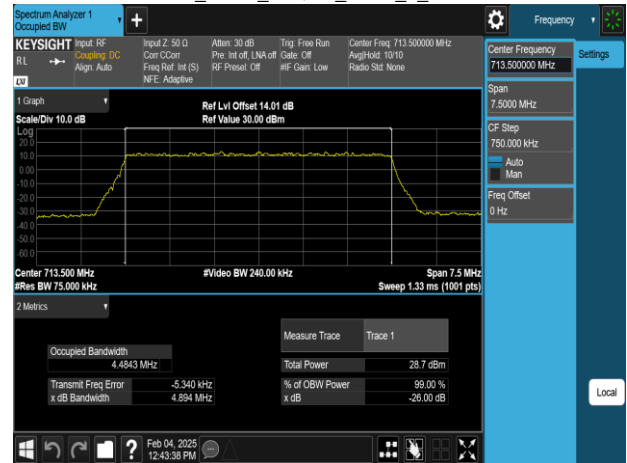 Spectrum Analyzer 1
Occupied BW
Frequency
KEYSIGHT
RL
LXI
Input: RF
Coupling: DC
Align: Auto
Input Z: 50 Ω
Corr CCorr
Freq Ref: Int (S)
NFE: Adaptive
Atten: 30 dB
Pre: Int off, LNA off
RF Presel: Off
Trig: Free Run
Gate: Off
#IF Gain: Low
Center Freq: 713.500000 MHz
Avg|Hold: 10/10
Radio Std: None
Center Frequency
713.500000 MHz
Settings
Span
7.5000 MHz
CF Step
750.000 kHz
Auto
Man
Freq Offset
0 Hz
Local
1 Graph
Scale/Div 10.0 dB
Ref Lvl Offset 14.01 dB
Ref Value 30.00 dBm
Log
20.0
10.0
0.00
-10.0
-20.0
-30.0
-40.0
-50.0
-60.0
Center 713.500 MHz
#Video BW 240.00 kHz
Span 7.5 MHz
#Res BW 75.000 kHz
Sweep 1.33 ms (1001 pts)
2 Metrics
Measure Trace Trace 1
Occupied Bandwidth
4.4843 MHz
Total Power 28.7 dBm
Transmit Freq Error -5.340 kHz
% of OBW Power 99.00 %
x dB Bandwidth 4.894 MHz
x dB -26.00 dB
?
Feb 04, 2025
12:43:38 PM